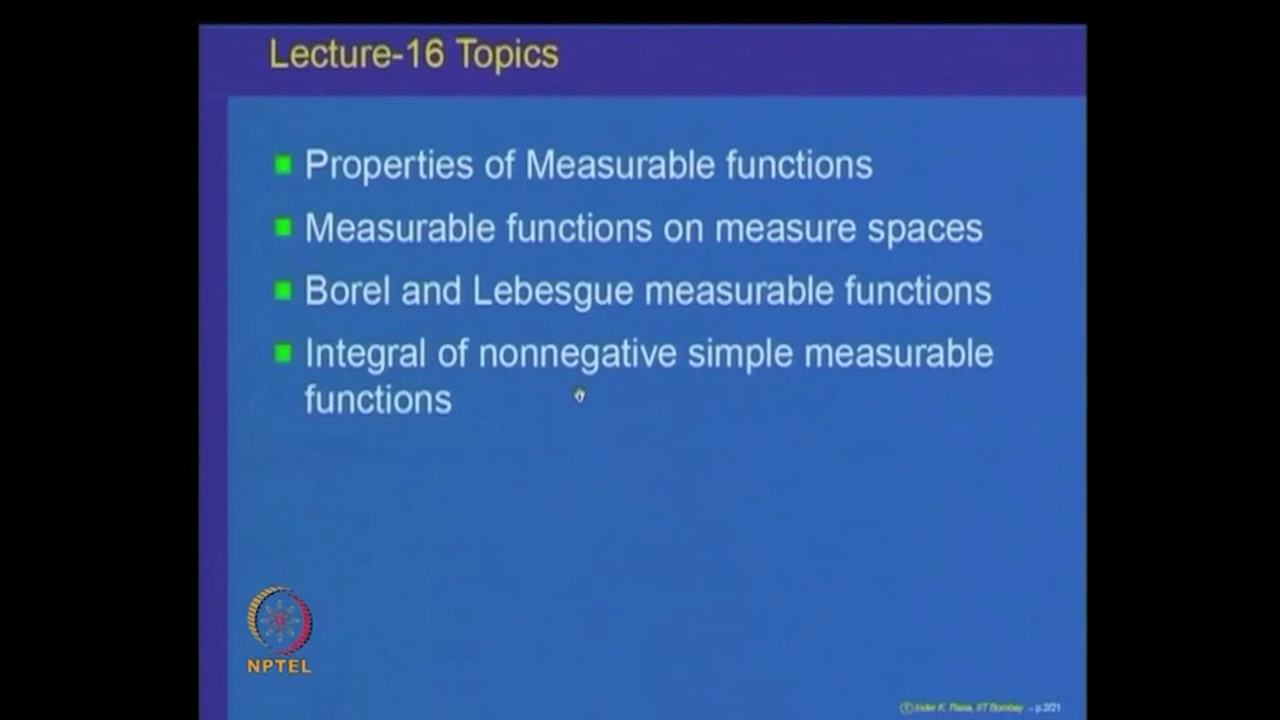 Lecture-16 Topics
Properties of Measurable functions
Measurable functions on measure spaces
Borel and Lebesgue measurable functions
Integral of nonnegative simple measurable
functions
NPTEL
© Inder K. Rana, IIT Bombay – p.2/21